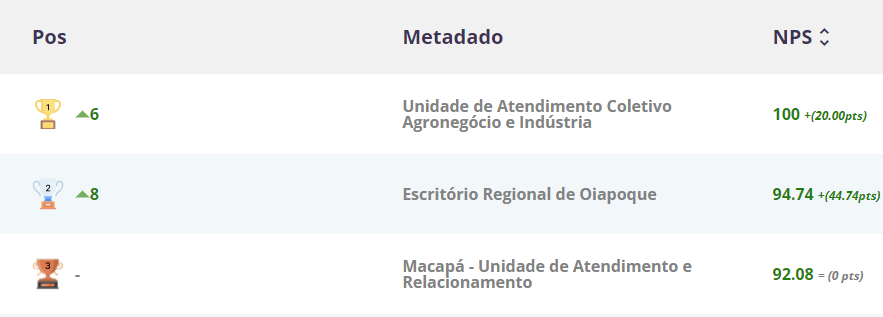 Pos Metadado NPS
1 6 Unidade de Atendimento Coletivo
Agronegócio e Indústria 100 +(20.00pts)
2 8 Escritório Regional de Oiapoque 94.74 +(44.74pts)
3 - Macapá - Unidade de Atendimento e
Relacionamento 92.08 = (0 pts)